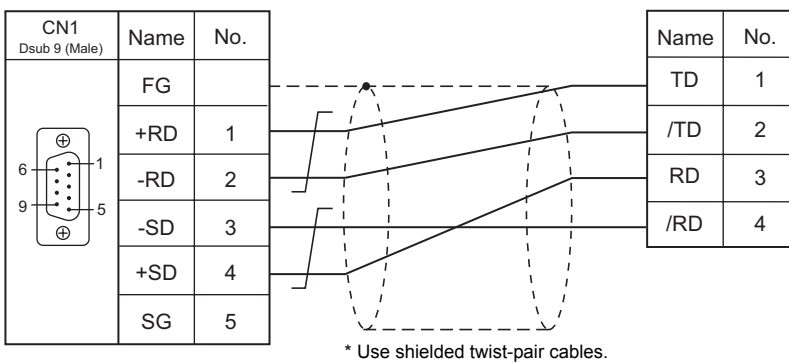 CN1
Dsub 9 (Male)
Name No.
FG
+RD 1
-RD 2
-SD 3
+SD 4
SG 5
6 1
9 5
Name No.
TD 1
/TD 2
RD 3
/RD 4
* Use shielded twist-pair cables.